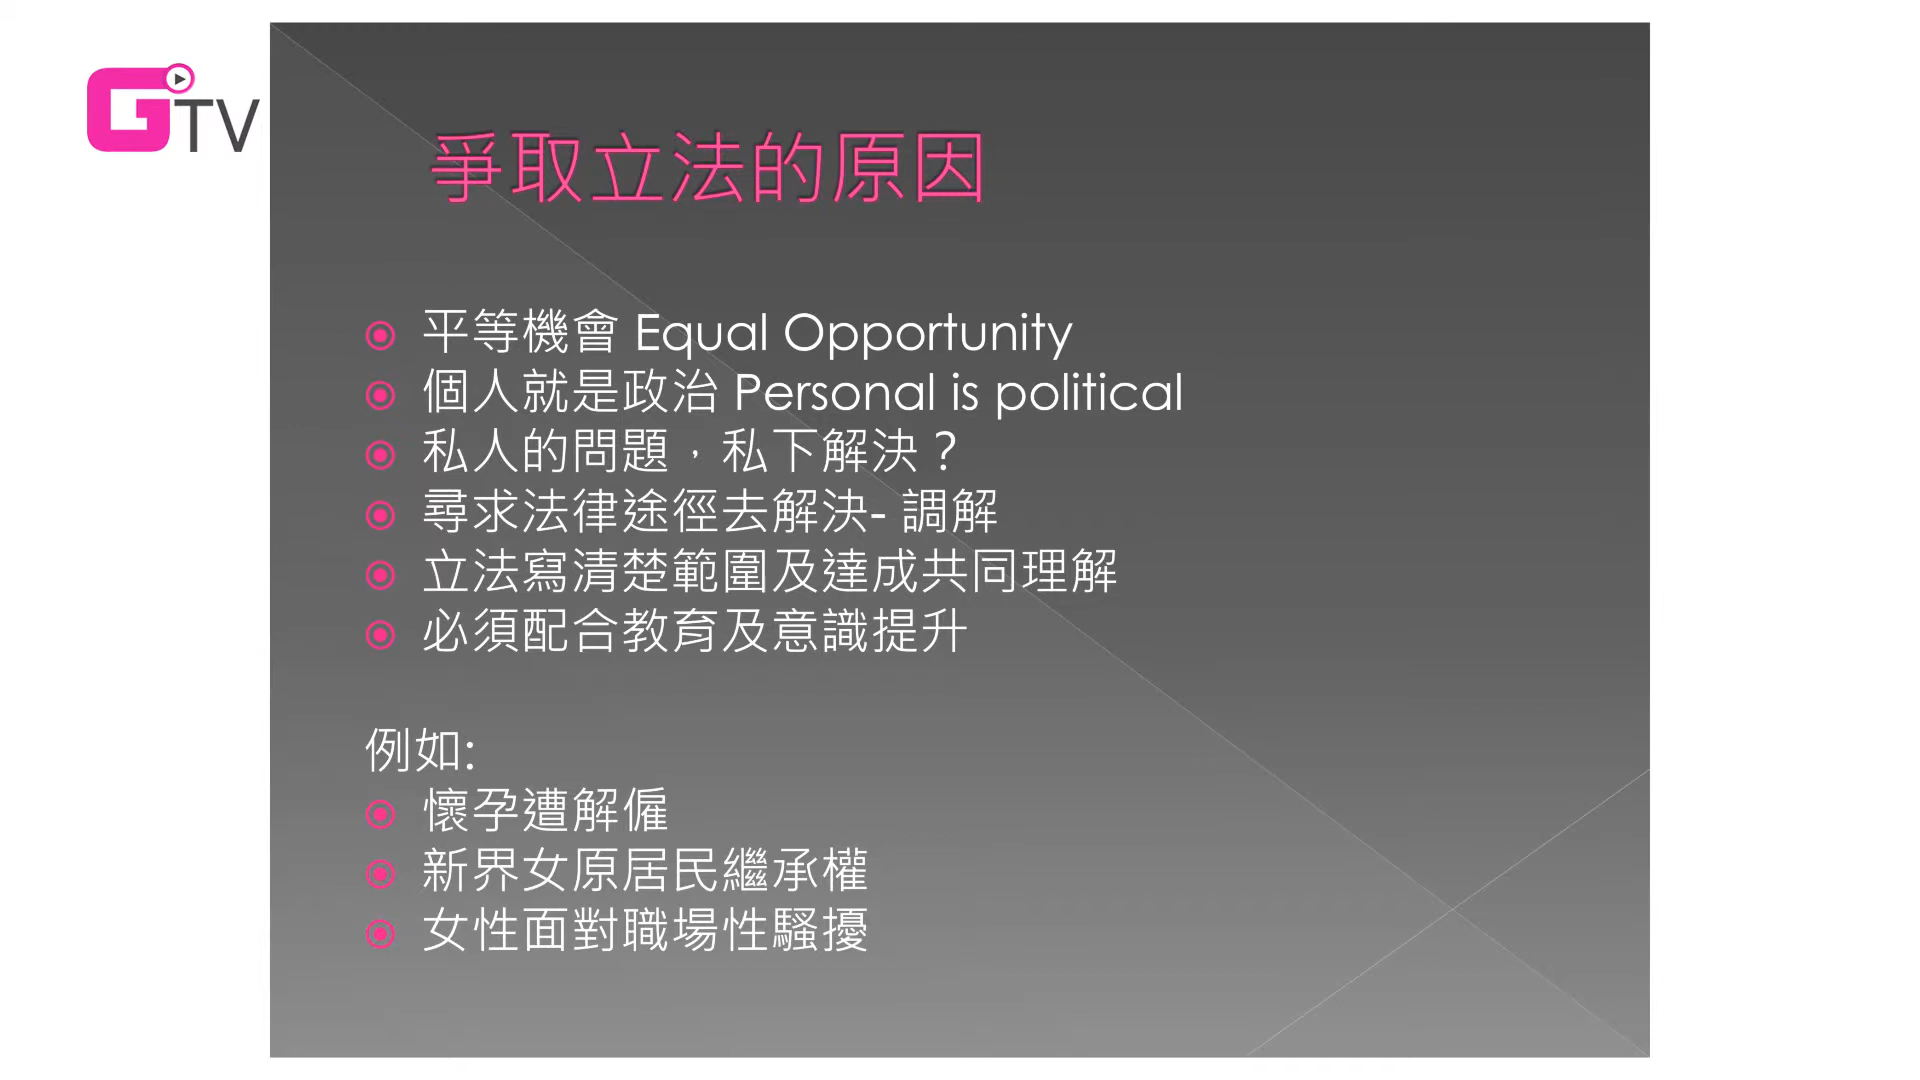 GTV
爭取立法的原因
平等機會 Equal Opportunity
個人就是政治 Personal is political
私人的問題，私下解決？
尋求法律途徑去解決- 調解
立法寫清楚範圍及達成共同理解
必須配合教育及意識提升
例如:
懷孕遭解僱
新界女原居民繼承權
女性面對職場性騷擾